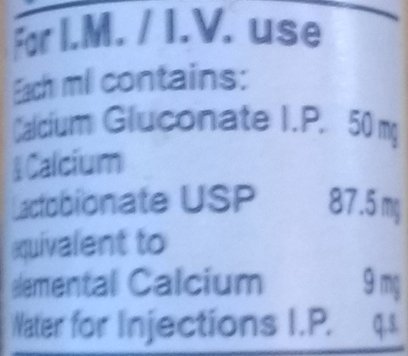 For I.M. / I.V. use
Each ml contains:
Calcium Gluconate I.P. 50 mg
& Calcium
Lactobionate USP 87.5 mg
equivalent to
elemental Calcium 9 mg
Water for Injections I.P. q.s.